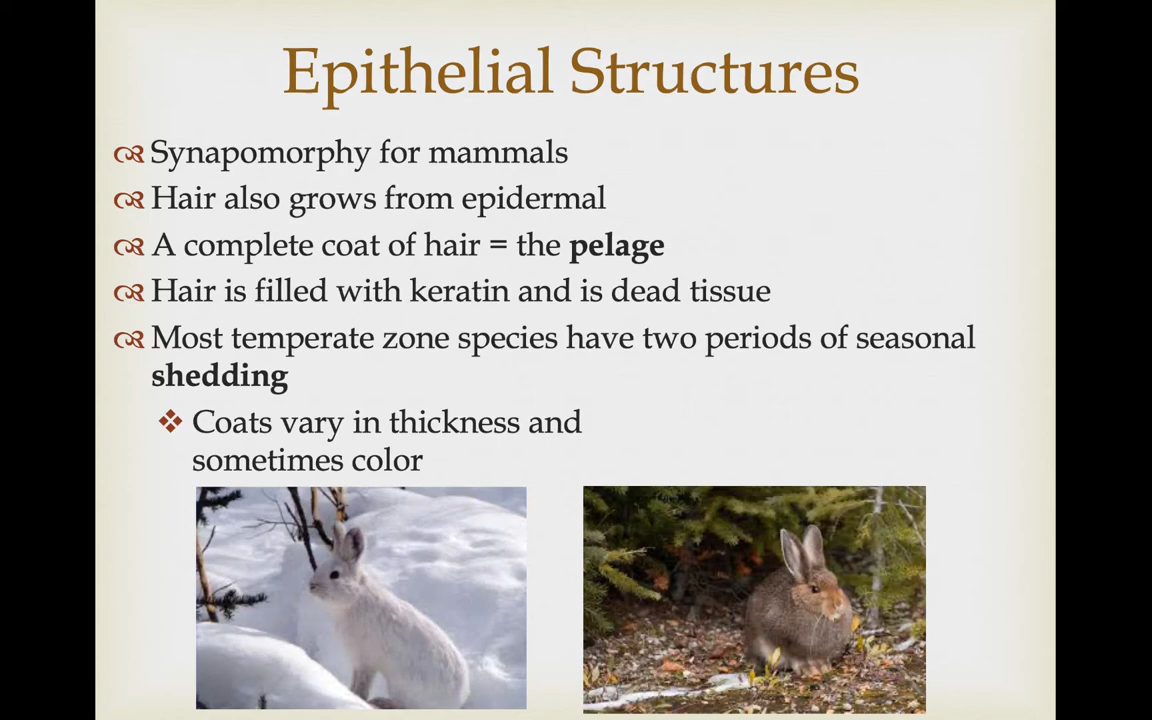 Epithelial Structures
Synapomorphy for mammals
Hair also grows from epidermal
A complete coat of hair = the pelage
Hair is filled with keratin and is dead tissue
Most temperate zone species have two periods of seasonal
shedding
Coats vary in thickness and
sometimes color